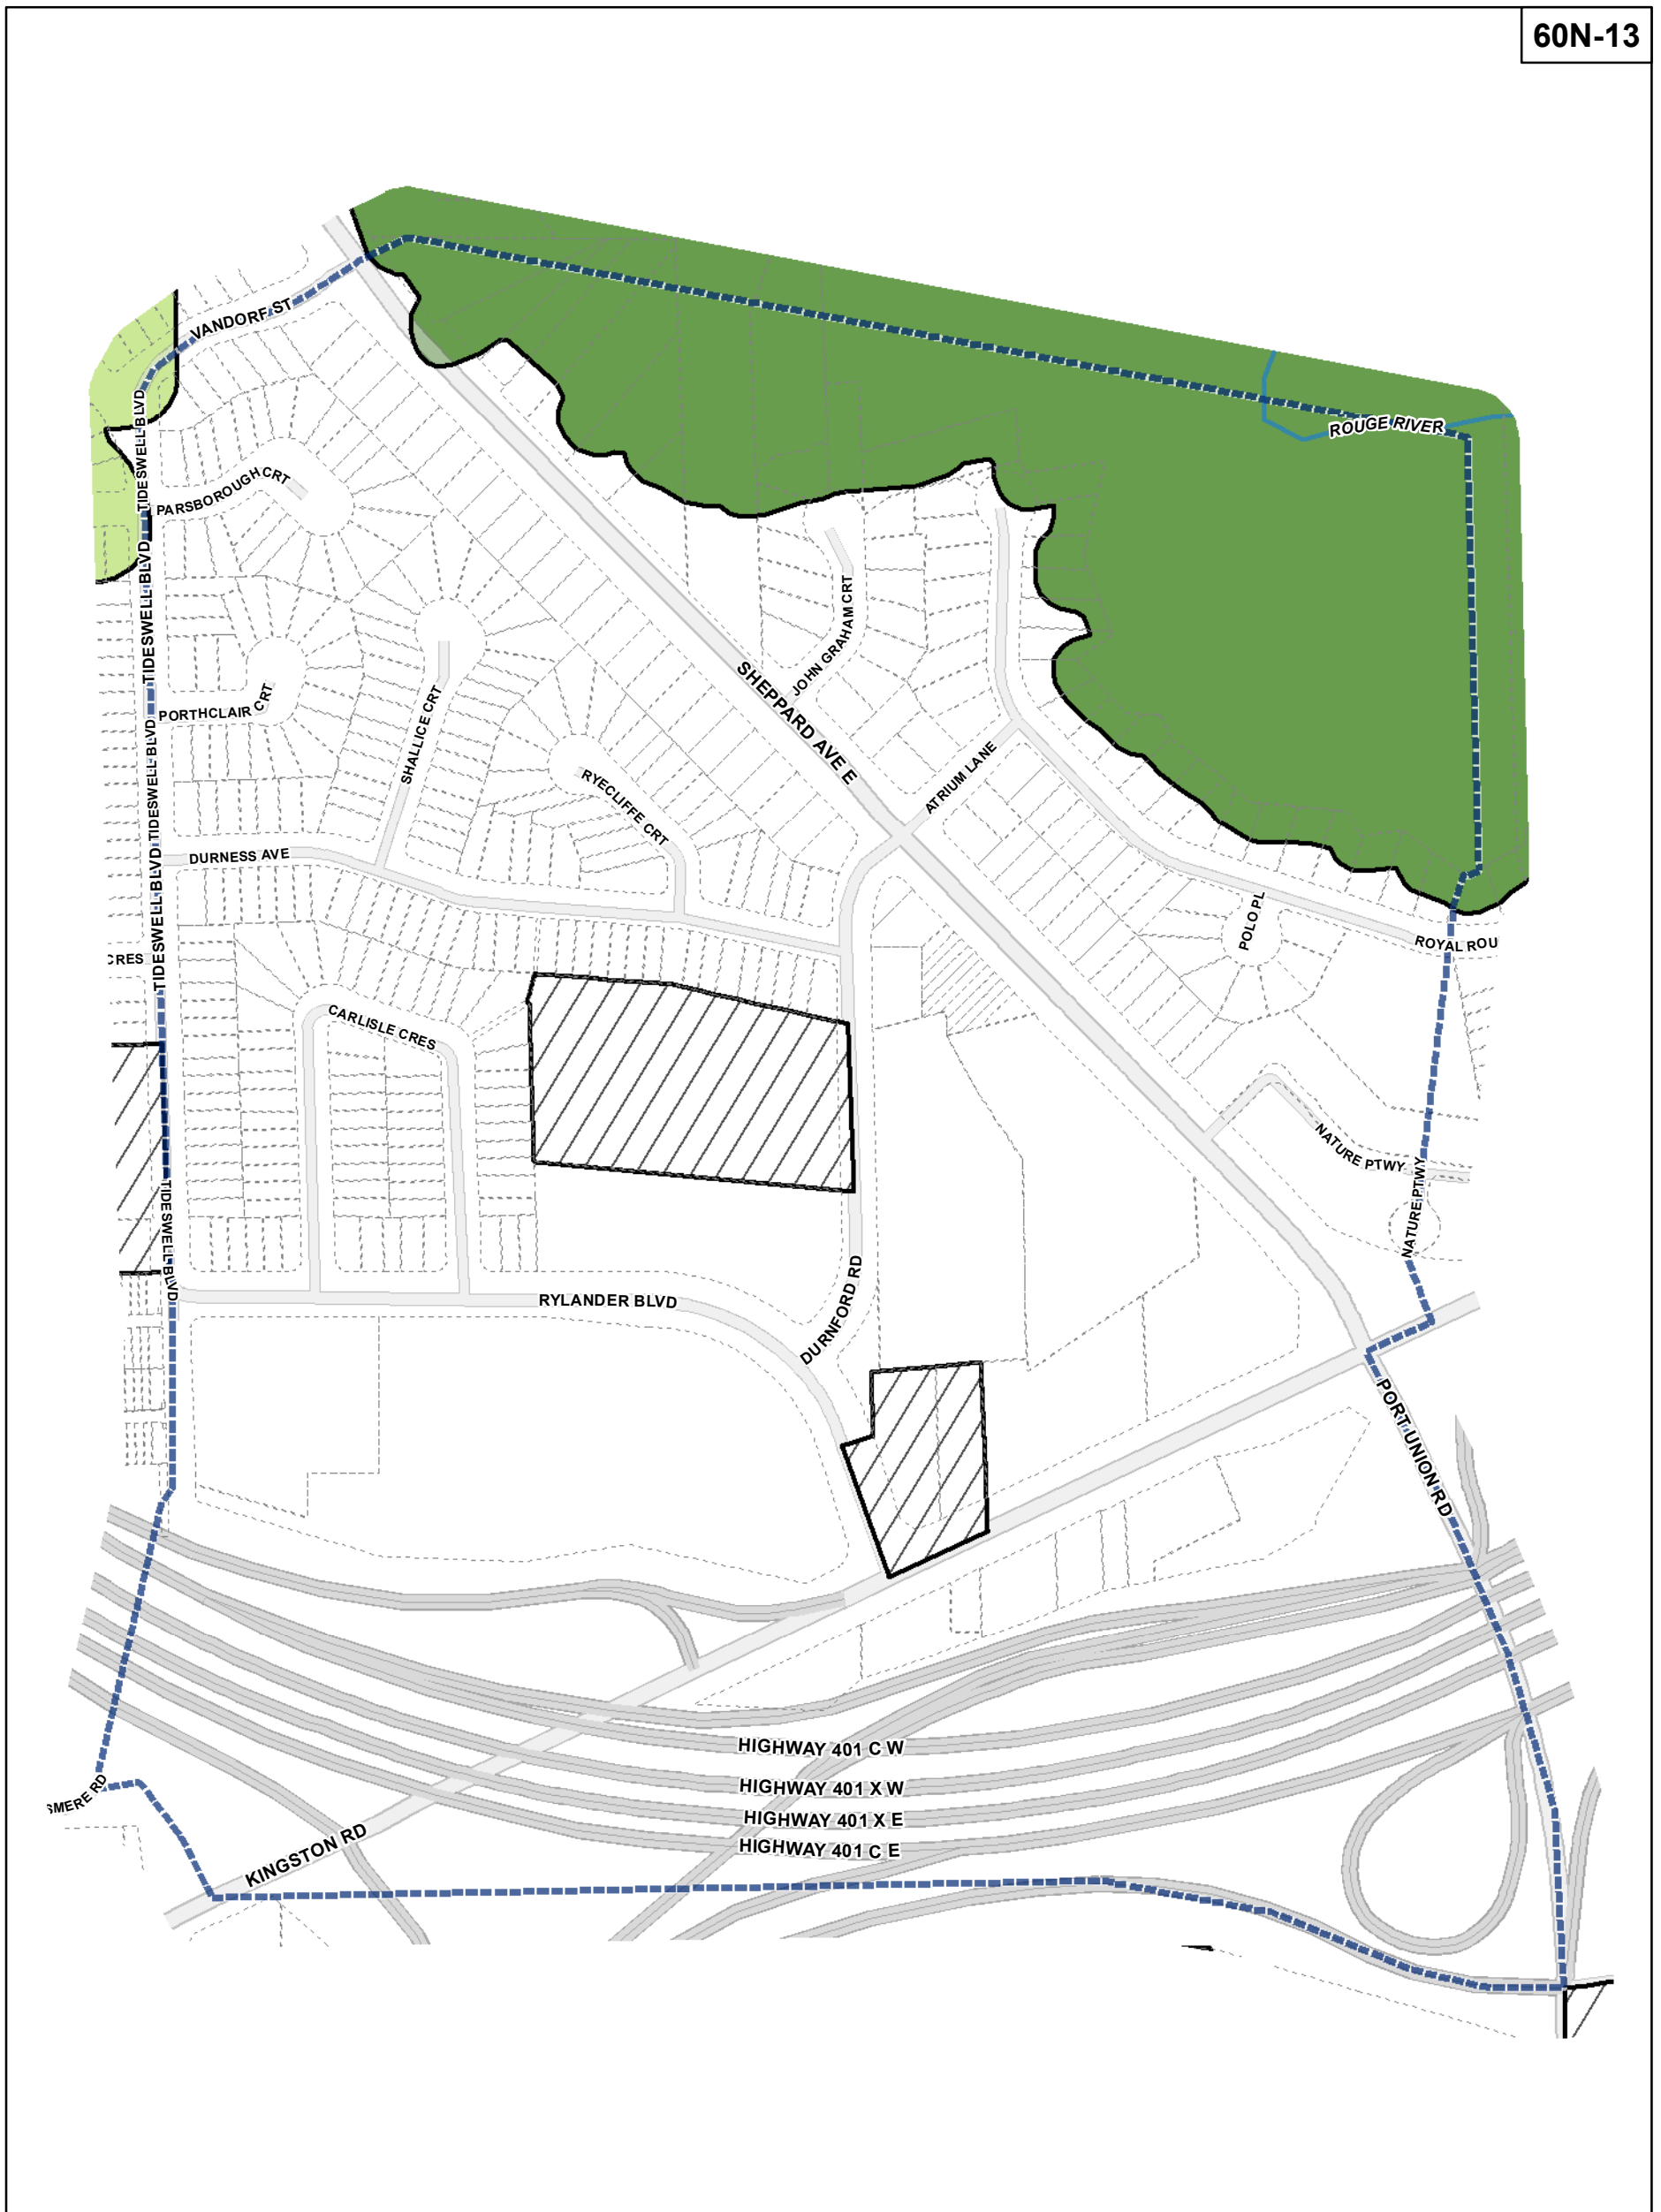 60N-13
VANDORF ST
TIDESWELL BLVD
ROUGE RIVER
PARSBOROUGH CRT
TIDESWELL BLVD
JOHN GRAHAM CRT
SHEPPARD AVE E
PORTHCLAIR CRT
SHALLICE CRT
TIDESWELL BLVD
RYECLIFFE CRT
ATRIUM LANE
DURNESS AVE
TIDESWELL BLVD
POLO PL
ROYAL ROU
CRES
CARLISLE CRES
NATURE PTWY
NATURE PTWY
TIDESWELL BLVD
RYLANDER BLVD
DURNFORD RD
PORT UNION RD
HIGHWAY 401 C W
HIGHWAY 401 X W
HIGHWAY 401 X E
HIGHWAY 401 C E
SMERE RD
KINGSTON RD